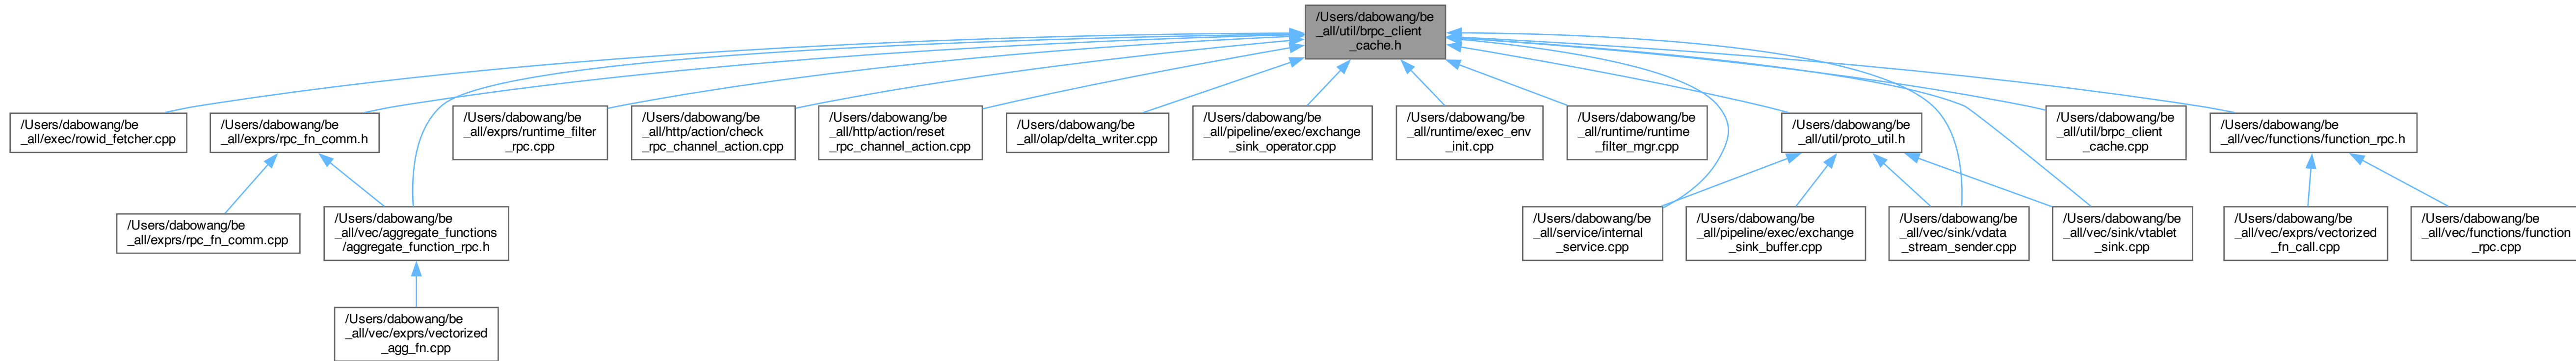 /Users/dabowang/be
_all/util/brpc_client
_cache.h
/Users/dabowang/be
_all/exec/rowid_fetcher.cpp
/Users/dabowang/be
_all/exprs/rpc_fn_comm.h
/Users/dabowang/be
_all/exprs/runtime_filter
_rpc.cpp
/Users/dabowang/be
_all/http/action/check
_rpc_channel_action.cpp
/Users/dabowang/be
_all/http/action/reset
_rpc_channel_action.cpp
/Users/dabowang/be
_all/olap/delta_writer.cpp
/Users/dabowang/be
_all/pipeline/exec/exchange
_sink_operator.cpp
/Users/dabowang/be
_all/runtime/exec_env
_init.cpp
/Users/dabowang/be
_all/runtime/runtime
_filter_mgr.cpp
/Users/dabowang/be
_all/util/proto_util.h
/Users/dabowang/be
_all/util/brpc_client
_cache.cpp
/Users/dabowang/be
_all/vec/functions/function_rpc.h
/Users/dabowang/be
_all/exprs/rpc_fn_comm.cpp
/Users/dabowang/be
_all/vec/aggregate_functions
/aggregate_function_rpc.h
/Users/dabowang/be
_all/service/internal
_service.cpp
/Users/dabowang/be
_all/pipeline/exec/exchange
_sink_buffer.cpp
/Users/dabowang/be
_all/vec/sink/vdata
_stream_sender.cpp
/Users/dabowang/be
_all/vec/sink/vtablet
_sink.cpp
/Users/dabowang/be
_all/vec/exprs/vectorized
_fn_call.cpp
/Users/dabowang/be
_all/vec/functions/function
_rpc.cpp
/Users/dabowang/be
_all/vec/exprs/vectorized
_agg_fn.cpp